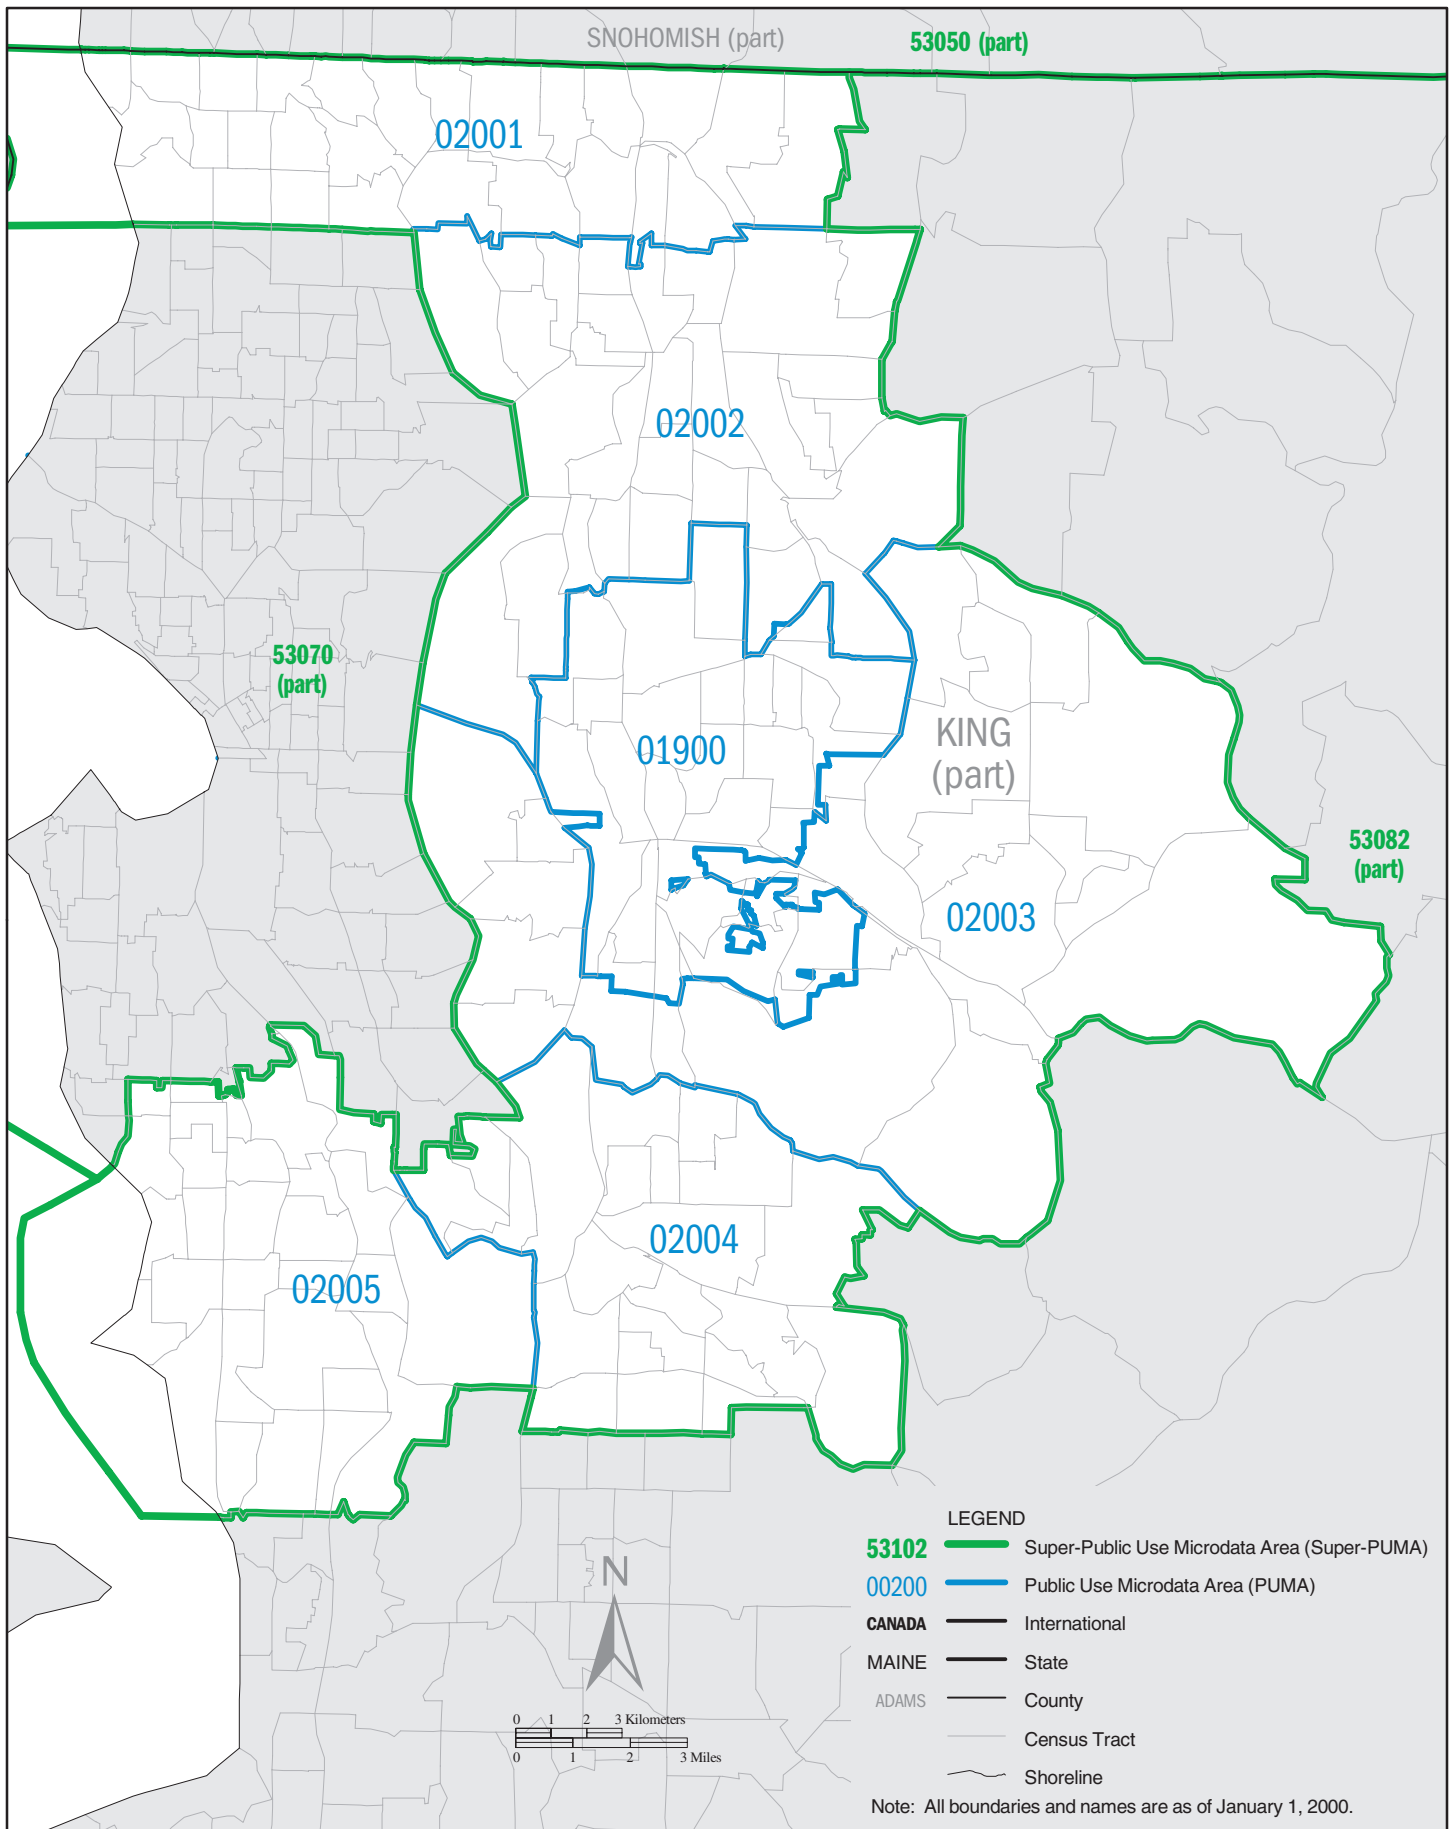 SNOHOMISH (part)
53050 (part)
02001
02002
53070
(part)
01900
KING
(part)
53082
(part)
02003
02004
02005
LEGEND
53102 Super-Public Use Microdata Area (Super-PUMA)
00200 Public Use Microdata Area (PUMA)
CANADA International
MAINE State
ADAMS County
Census Tract
Shoreline
Note: All boundaries and names are as of January 1, 2000.
N
0 1 2 3 Kilometers
0 1 2 3 Miles